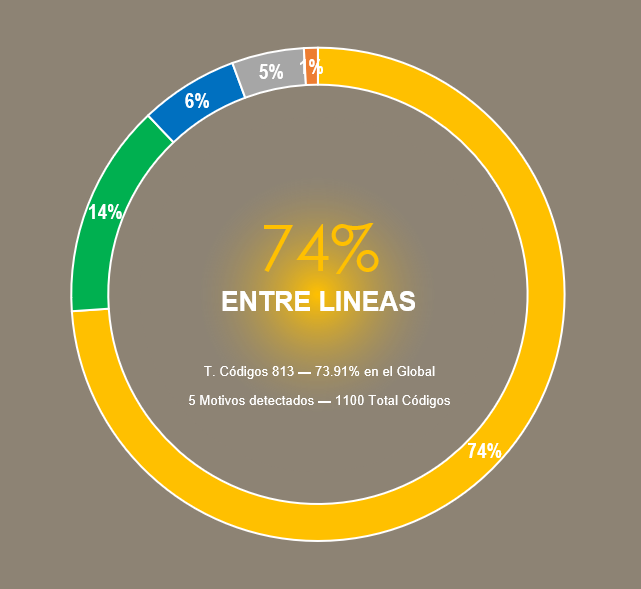 5%
1%
6%
14%
74%
ENTRE LINEAS
T. Códigos 813 — 73.91% en el Global
5 Motivos detectados — 1100 Total Códigos
74%